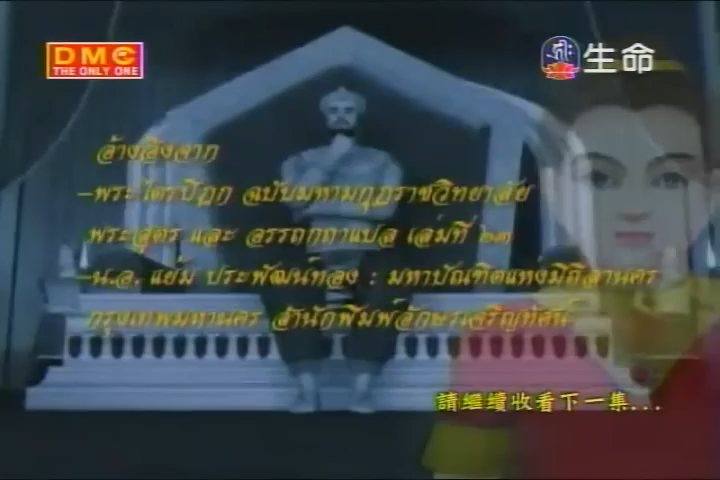 DMC
THE ONLY ONE
生命
อ้างอิงจาก
-พระไตรปิฎก ฉบับมหามกุฏราชวิทยาลัย
พระสูตร และ อรรถกถาแปล เล่มที่ ๒๓
-น.อ. แย้ม ประพัฒน์ทอง : มหาบัณฑิตแห่งมิถิลานคร
กรุงเทพมหานคร สำนักพิมพ์อักษรเจริญทัศน์
請繼續收看下一集...